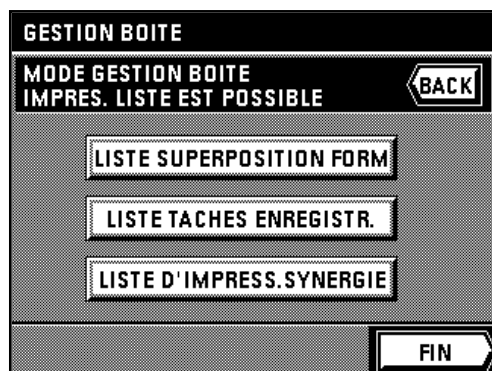 GESTION BOITE
MODE GESTION BOITE
IMPRES. LISTE EST POSSIBLE
BACK
LISTE SUPERPOSITION FORM
LISTE TACHES ENREGISTR.
LISTE D'IMPRESS.SYNERGIE
FIN